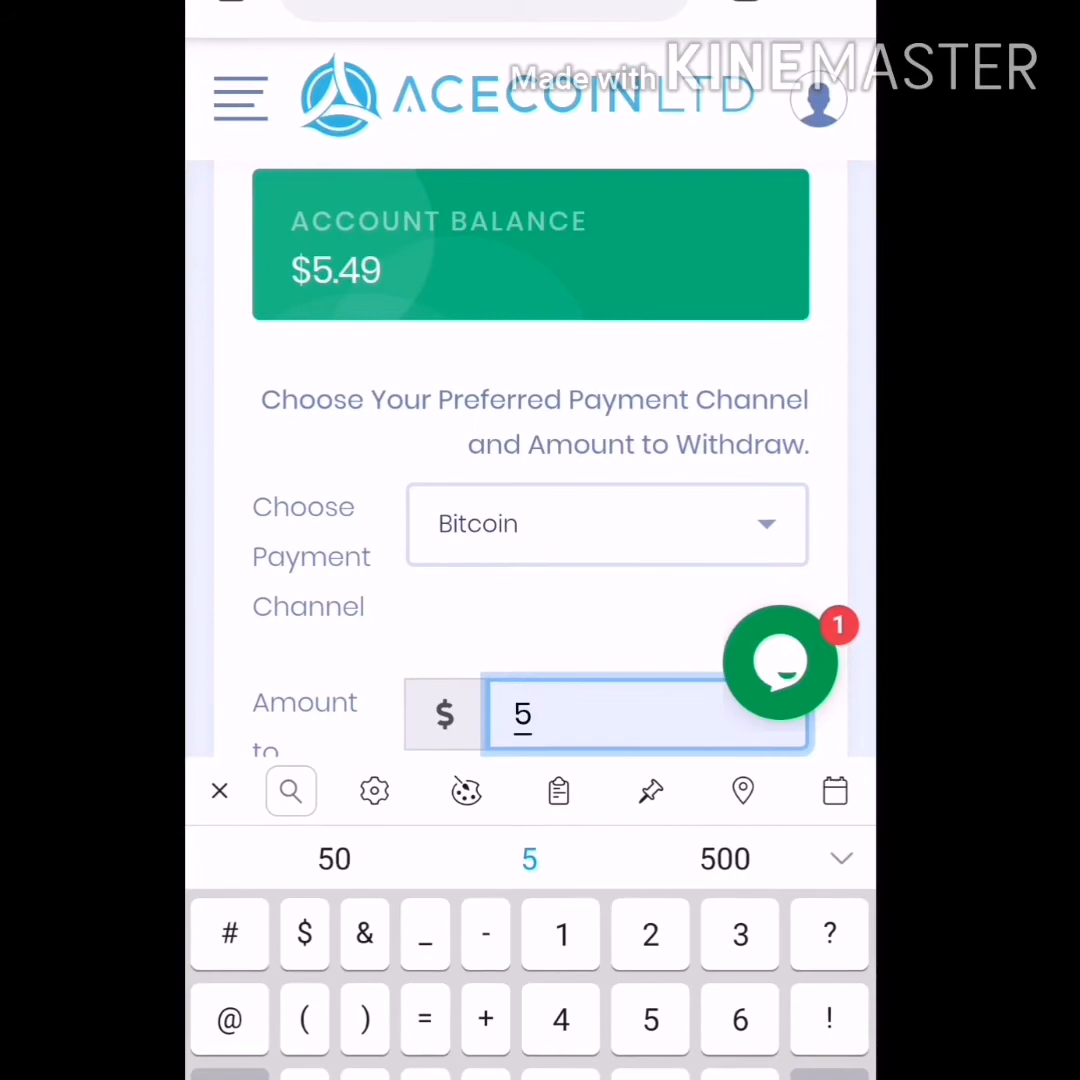 Made with KINEMASTER
ACECOIN LTD
ACCOUNT BALANCE
$5.49
Choose Your Preferred Payment Channel
and Amount to Withdraw.
Choose
Payment
Channel
Bitcoin
1
Amount
to
$ 5
50 5 500
# $ & _ - 1 2 3 ?
@ ( ) = + 4 5 6 !